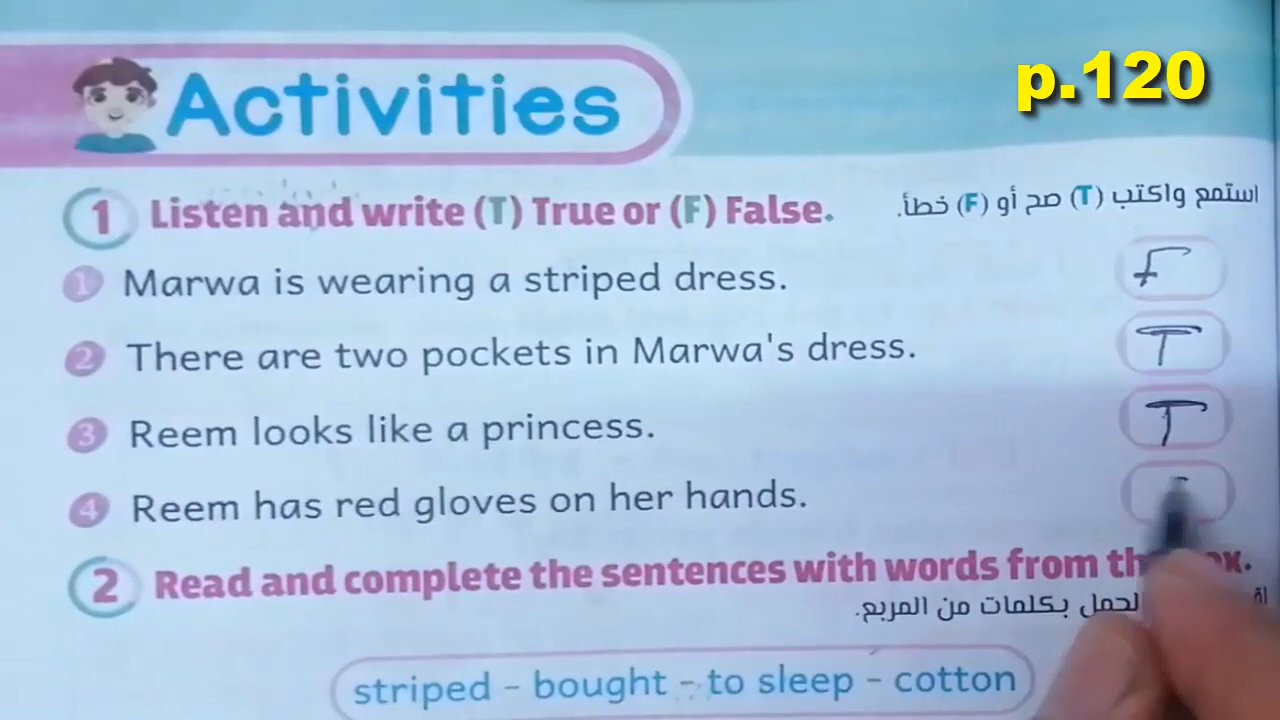 p.120
Activities
1 Listen and write (T) True or (F) False.
استمع واكتب (T) صح أو (F) خطأ.
1 Marwa is wearing a striped dress. F
2 There are two pockets in Marwa's dress. T
3 Reem looks like a princess. T
4 Reem has red gloves on her hands.
2 Read and complete the sentences with words from
بكلمات من المربع.
striped - bought - to sleep - cotton